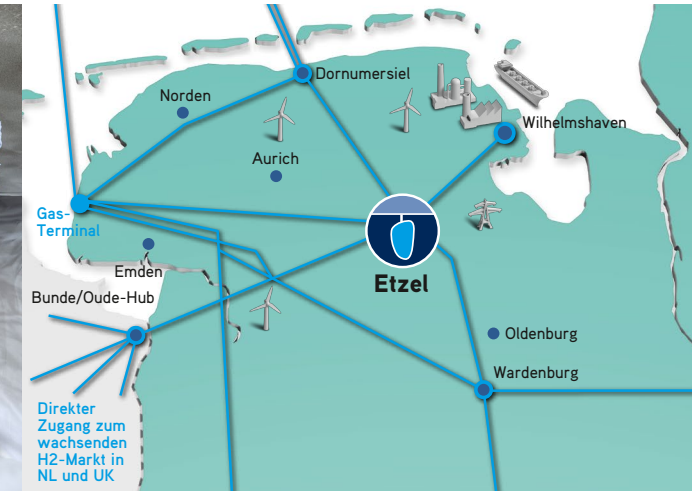 Dornumersiel
Norden
Wilhelmshaven
Aurich
Gas-
Terminal
Emden
Etzel
Bunde/Oude-Hub
Oldenburg
Wardenburg
Direkter
Zugang zum
wachsenden
H2-Markt in
NL und UK